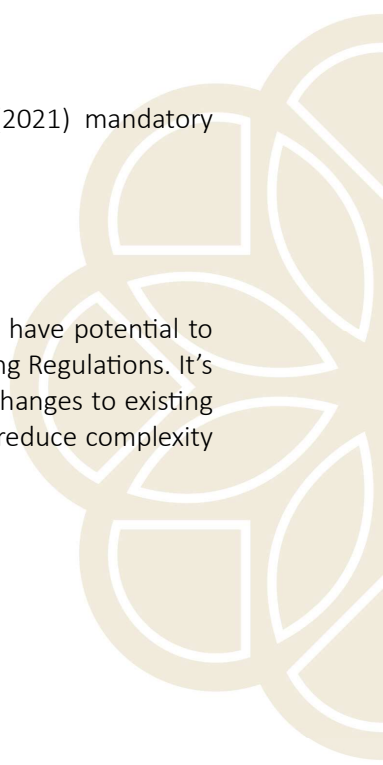 2021) mandatory
have potential to
ng Regulations. It’s
hanges to existing
reduce complexity